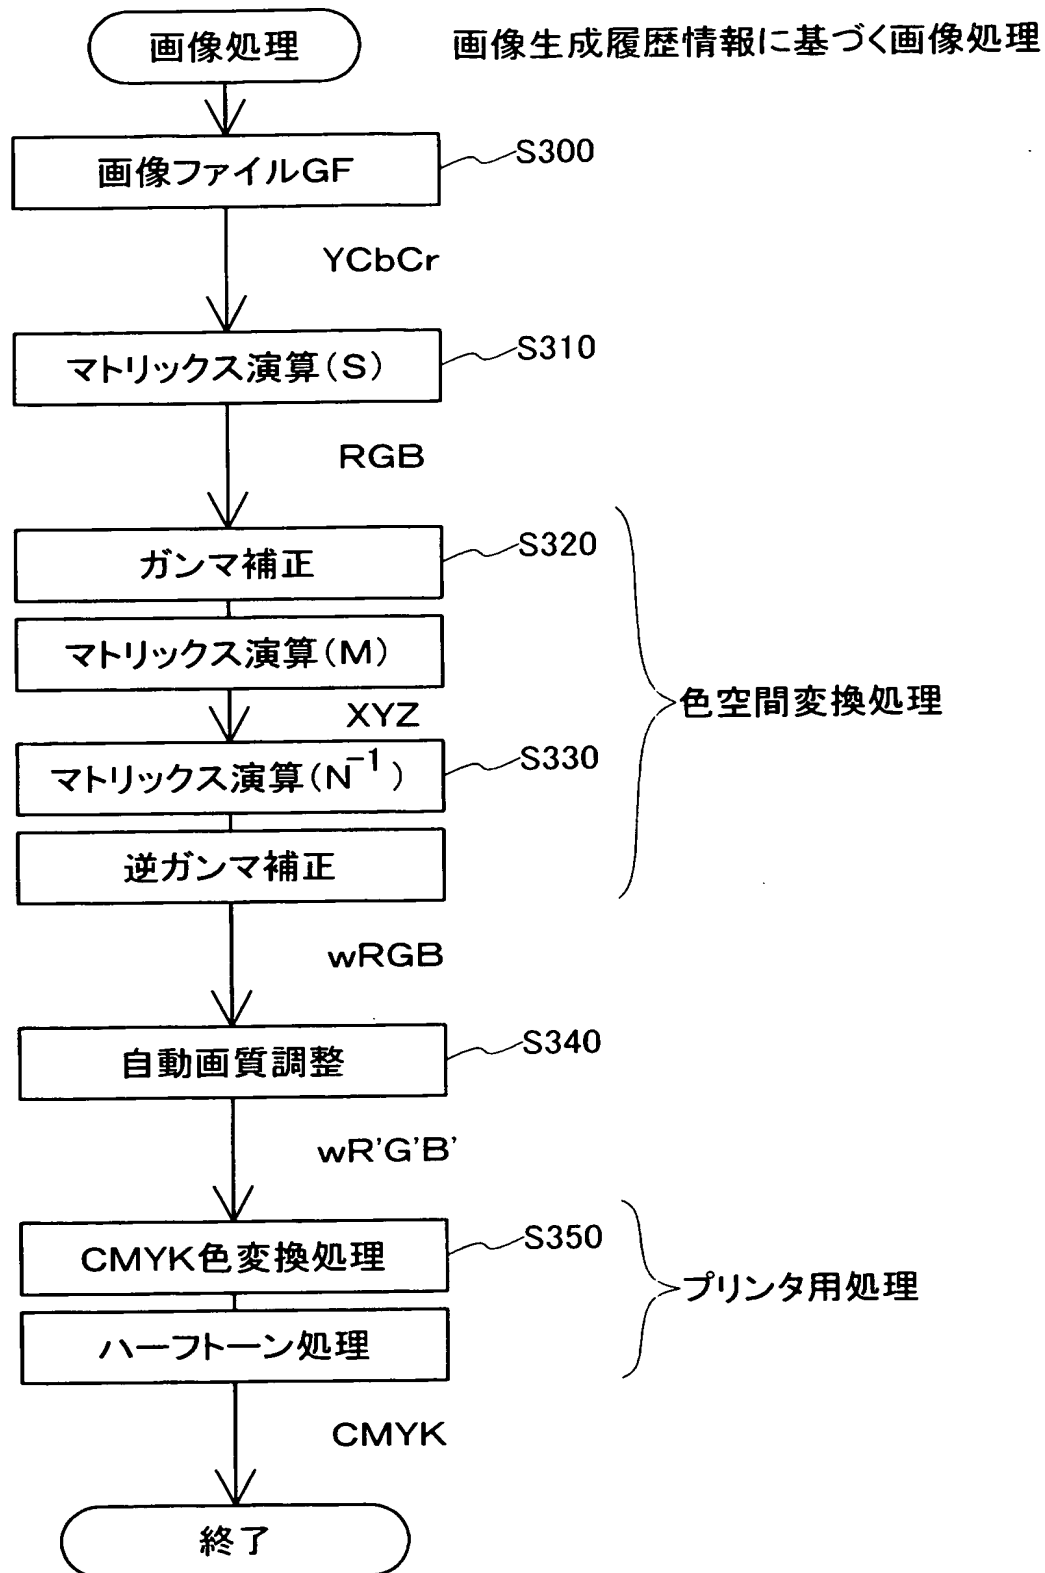 画像処理
画像生成履歴情報に基づく画像処理
画像ファイルGF
S300
YCbCr
マトリックス演算(S)
S310
RGB
ガンマ補正
S320
マトリックス演算(M)
色空間変換処理
XYZ
マトリックス演算(N⁻¹)
S330
逆ガンマ補正
wRGB
自動画質調整
S340
wR'G'B'
CMYK色変換処理
S350
プリンタ用処理
ハーフトーン処理
CMYK
終了